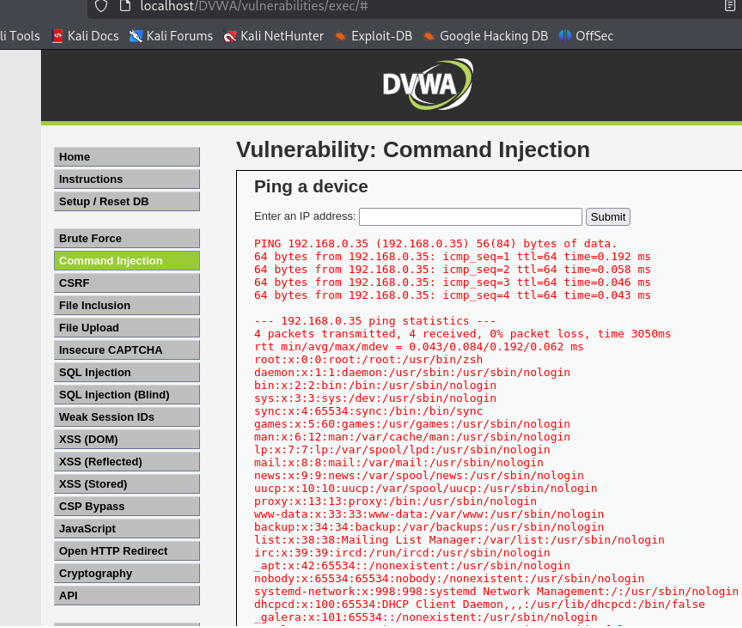 localhost/DVWA/vulnerabilities/exec/#
li Tools Kali Docs Kali Forums Kali NetHunter Exploit-DB Google Hacking DB OffSec
DVWA
Home
Instructions
Setup / Reset DB
Brute Force
Command Injection
CSRF
File Inclusion
File Upload
Insecure CAPTCHA
SQL Injection
SQL Injection (Blind)
Weak Session IDs
XSS (DOM)
XSS (Reflected)
XSS (Stored)
CSP Bypass
JavaScript
Open HTTP Redirect
Cryptography
API
Vulnerability: Command Injection
Ping a device
Enter an IP address: Submit
PING 192.168.0.35 (192.168.0.35) 56(84) bytes of data.
64 bytes from 192.168.0.35: icmp_seq=1 ttl=64 time=0.192 ms
64 bytes from 192.168.0.35: icmp_seq=2 ttl=64 time=0.058 ms
64 bytes from 192.168.0.35: icmp_seq=3 ttl=64 time=0.046 ms
64 bytes from 192.168.0.35: icmp_seq=4 ttl=64 time=0.043 ms
--- 192.168.0.35 ping statistics ---
4 packets transmitted, 4 received, 0% packet loss, time 3050ms
rtt min/avg/max/mdev = 0.043/0.084/0.192/0.062 ms
root:x:0:0:root:/root:/usr/bin/zsh
daemon:x:1:1:daemon:/usr/sbin:/usr/sbin/nologin
bin:x:2:2:bin:/bin:/usr/sbin/nologin
sys:x:3:3:sys:/dev:/usr/sbin/nologin
sync:x:4:65534:sync:/bin:/bin/sync
games:x:5:60:games:/usr/games:/usr/sbin/nologin
man:x:6:12:man:/var/cache/man:/usr/sbin/nologin
lp:x:7:7:lp:/var/spool/lpd:/usr/sbin/nologin
mail:x:8:8:mail:/var/mail:/usr/sbin/nologin
news:x:9:9:news:/var/spool/news:/usr/sbin/nologin
uucp:x:10:10:uucp:/var/spool/uucp:/usr/sbin/nologin
proxy:x:13:13:proxy:/bin:/usr/sbin/nologin
www-data:x:33:33:www-data:/var/www:/usr/sbin/nologin
backup:x:34:34:backup:/var/backups:/usr/sbin/nologin
list:x:38:38:Mailing List Manager:/var/list:/usr/sbin/nologin
irc:x:39:39:ircd:/run/ircd:/usr/sbin/nologin
_apt:x:42:65534::/nonexistent:/usr/sbin/nologin
nobody:x:65534:65534:nobody:/nonexistent:/usr/sbin/nologin
systemd-network:x:998:998:systemd Network Management:/:/usr/sbin/nologin
dhcpcd:x:100:65534:DHCP Client Daemon,,,:/usr/lib/dhcpcd:/bin/false
_galera:x:101:65534::/nonexistent:/usr/sbin/nologin